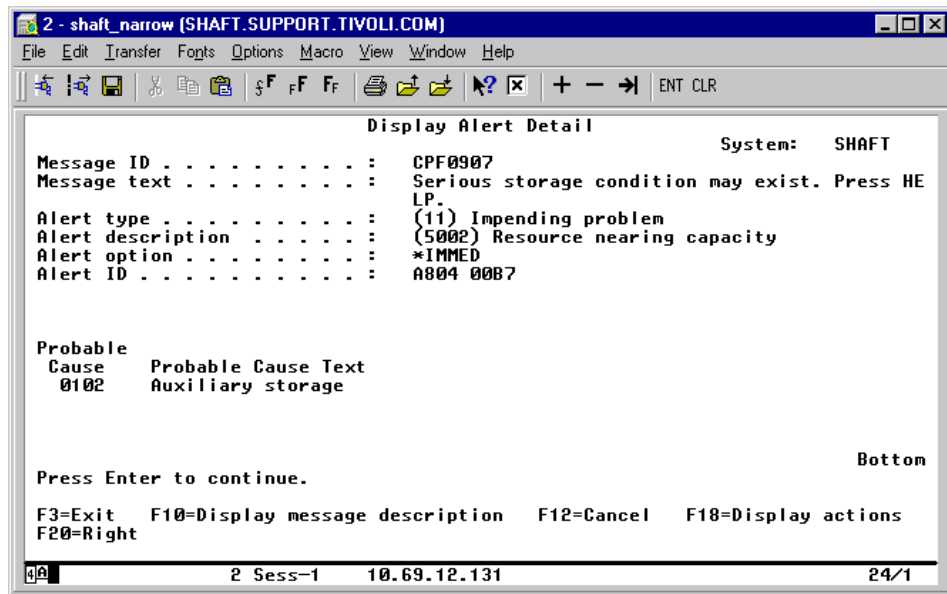 2 - shaft_narrow (SHAFT.SUPPORT.TIVOLI.COM)
File Edit Transfer Fonts Options Macro View Window Help
ENT CLR
Display Alert Detail
System: SHAFT
Message ID . . . . . . . . . : CPF0907
Message text . . . . . . . . : Serious storage condition may exist. Press HE
LP.
Alert type . . . . . . . . . : (11) Impending problem
Alert description . . . . . : (5002) Resource nearing capacity
Alert option . . . . . . . . : *IMMED
Alert ID . . . . . . . . . . : A804 00B7
Probable
Cause Probable Cause Text
0102 Auxiliary storage
Bottom
Press Enter to continue.
F3=Exit F10=Display message description F12=Cancel F18=Display actions
F20=Right
4A 2 Sess-1 10.69.12.131 24/1